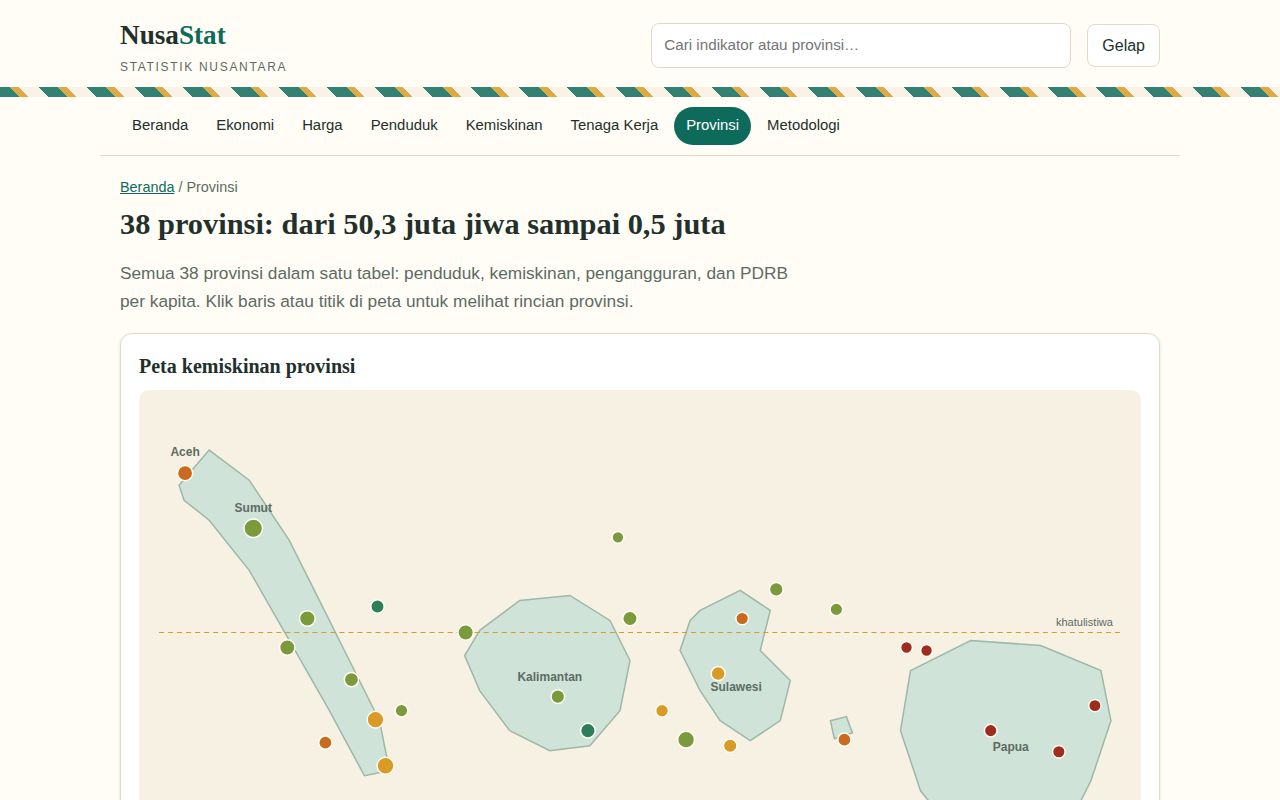 NusaStat
STATISTIK NUSANTARA
Cari indikator atau provinsi…
Gelap
Beranda
Ekonomi
Harga
Penduduk
Kemiskinan
Tenaga Kerja
Provinsi
Metodologi
Beranda / Provinsi
38 provinsi: dari 50,3 juta jiwa sampai 0,5 juta
Semua 38 provinsi dalam satu tabel: penduduk, kemiskinan, pengangguran, dan PDRB
per kapita. Klik baris atau titik di peta untuk melihat rincian provinsi.
Peta kemiskinan provinsi
Aceh
Sumut
khatulistiwa
Kalimantan
Sulawesi
Papua